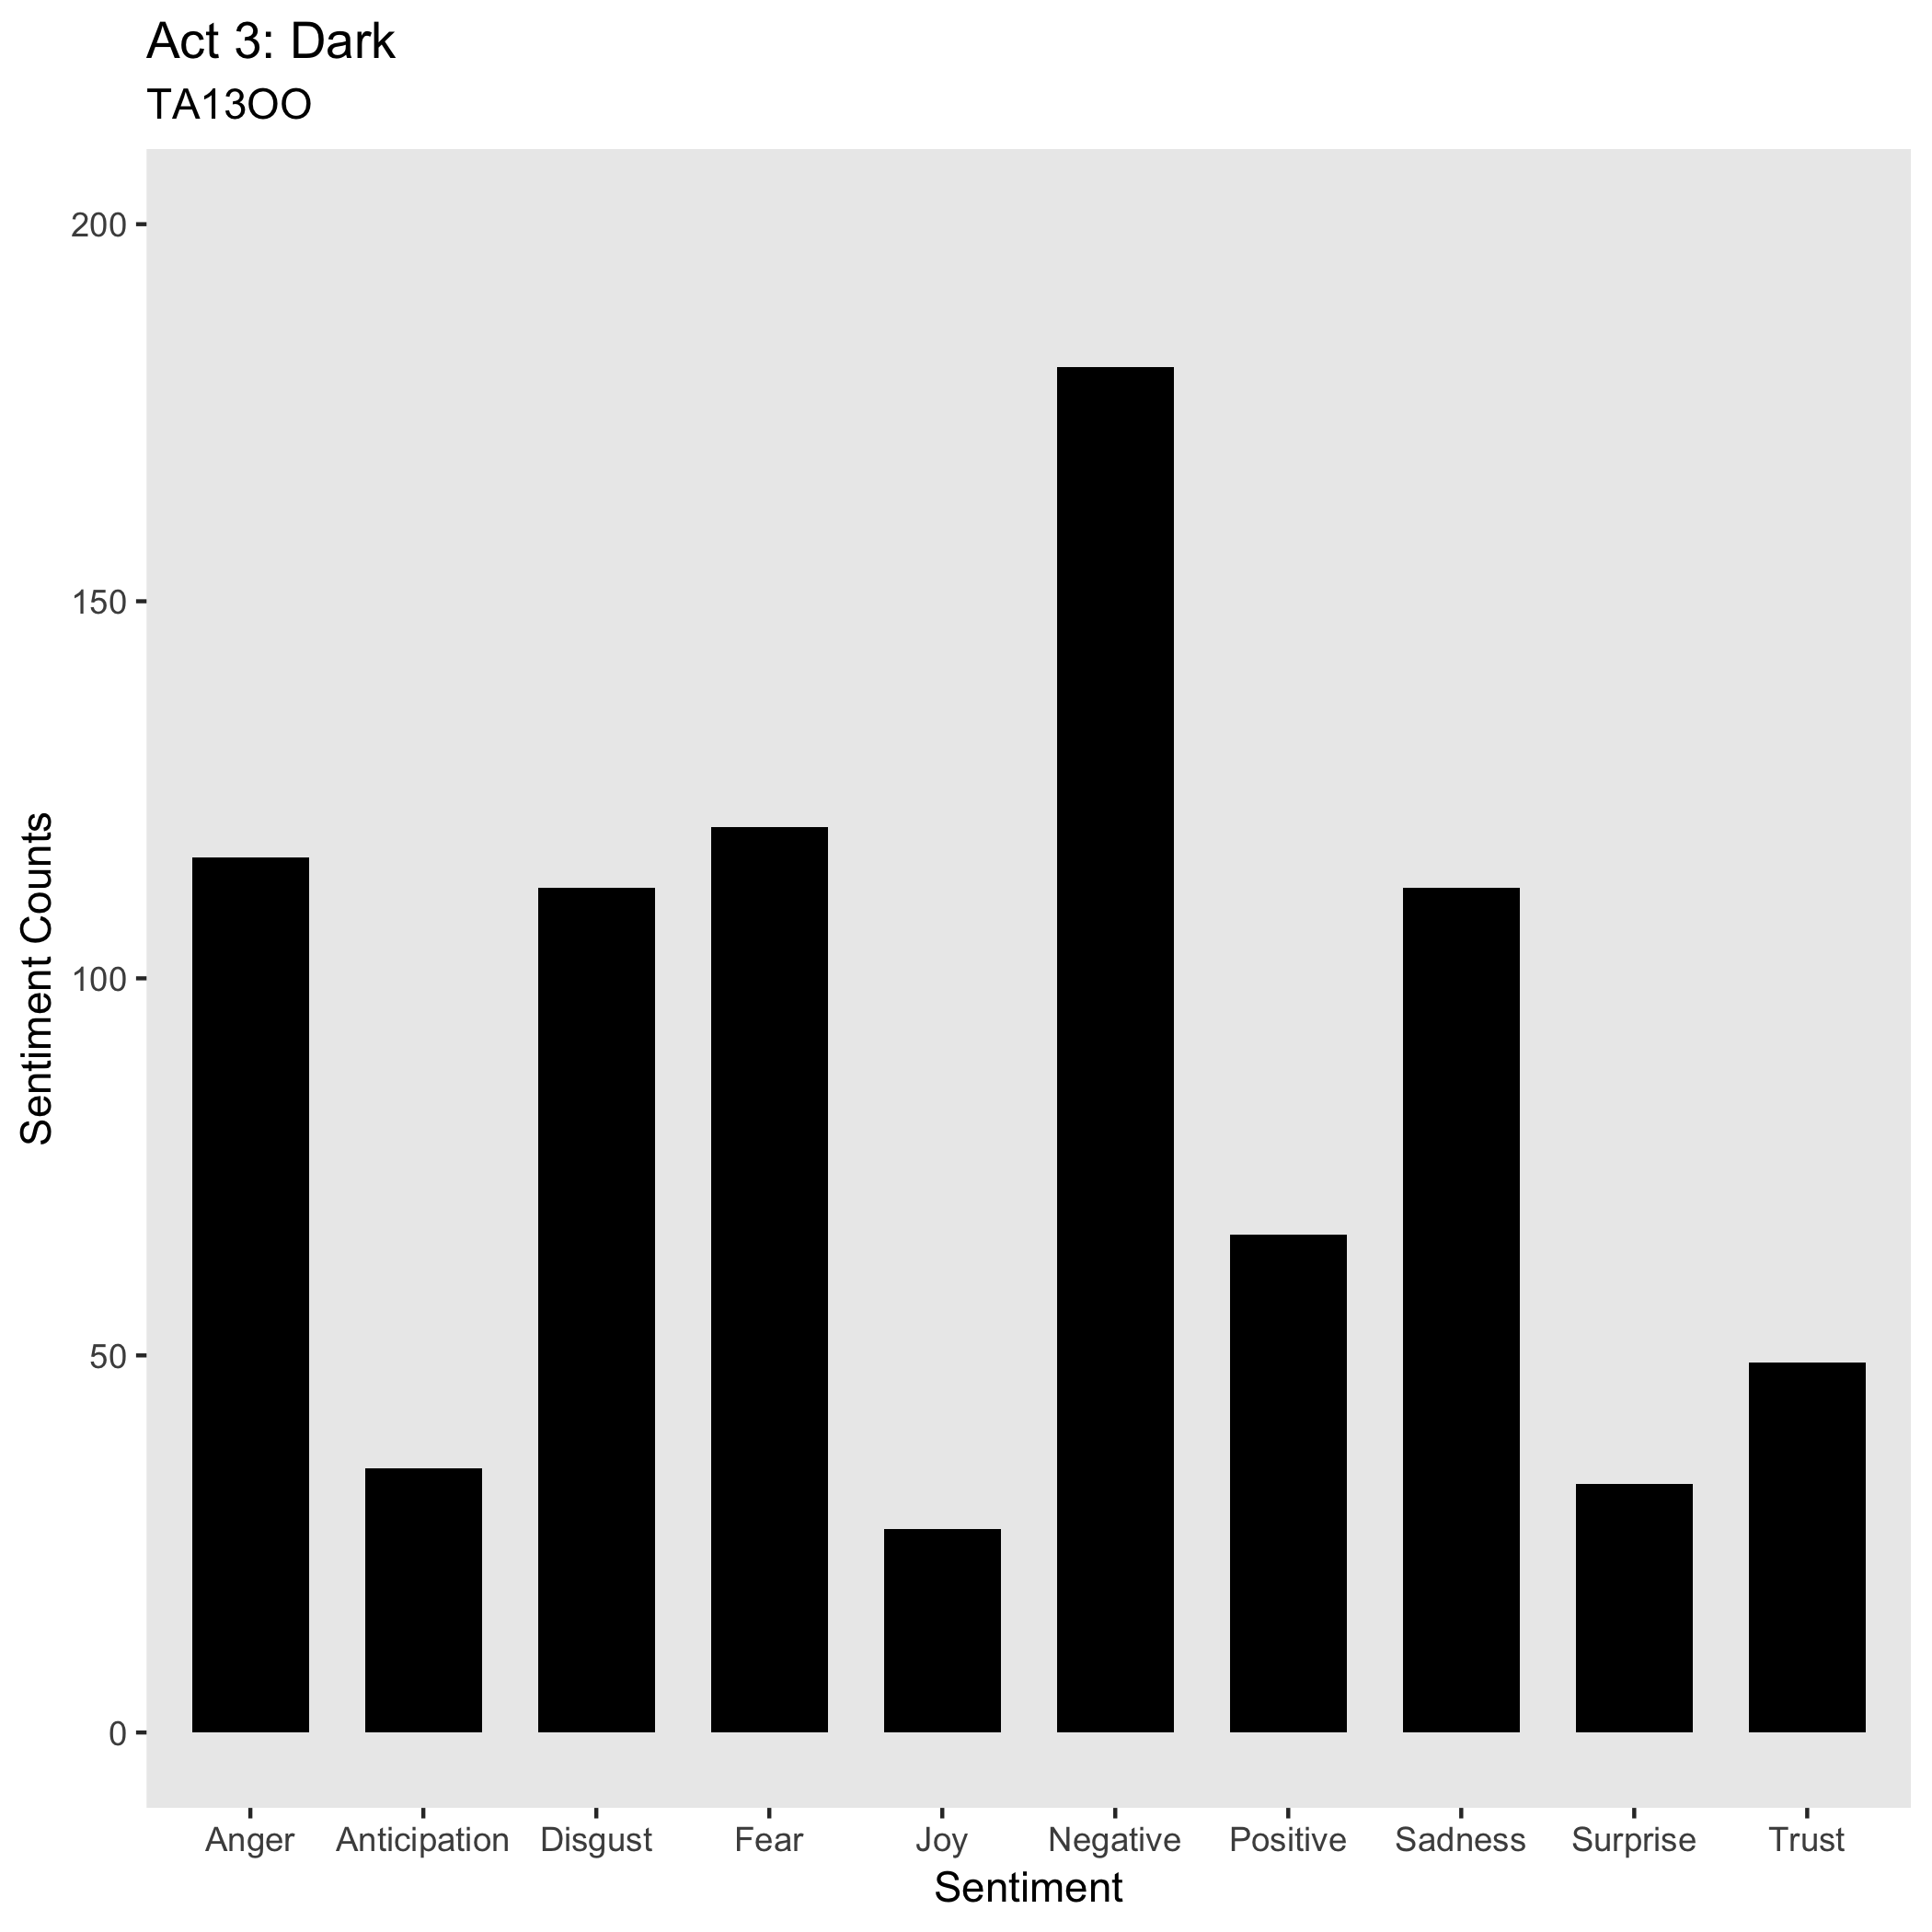 Act 3: Dark
TA13OO
200
150
100
50
0
Sentiment Counts
Anger Anticipation Disgust Fear Joy Negative Positive Sadness Surprise Trust
Sentiment